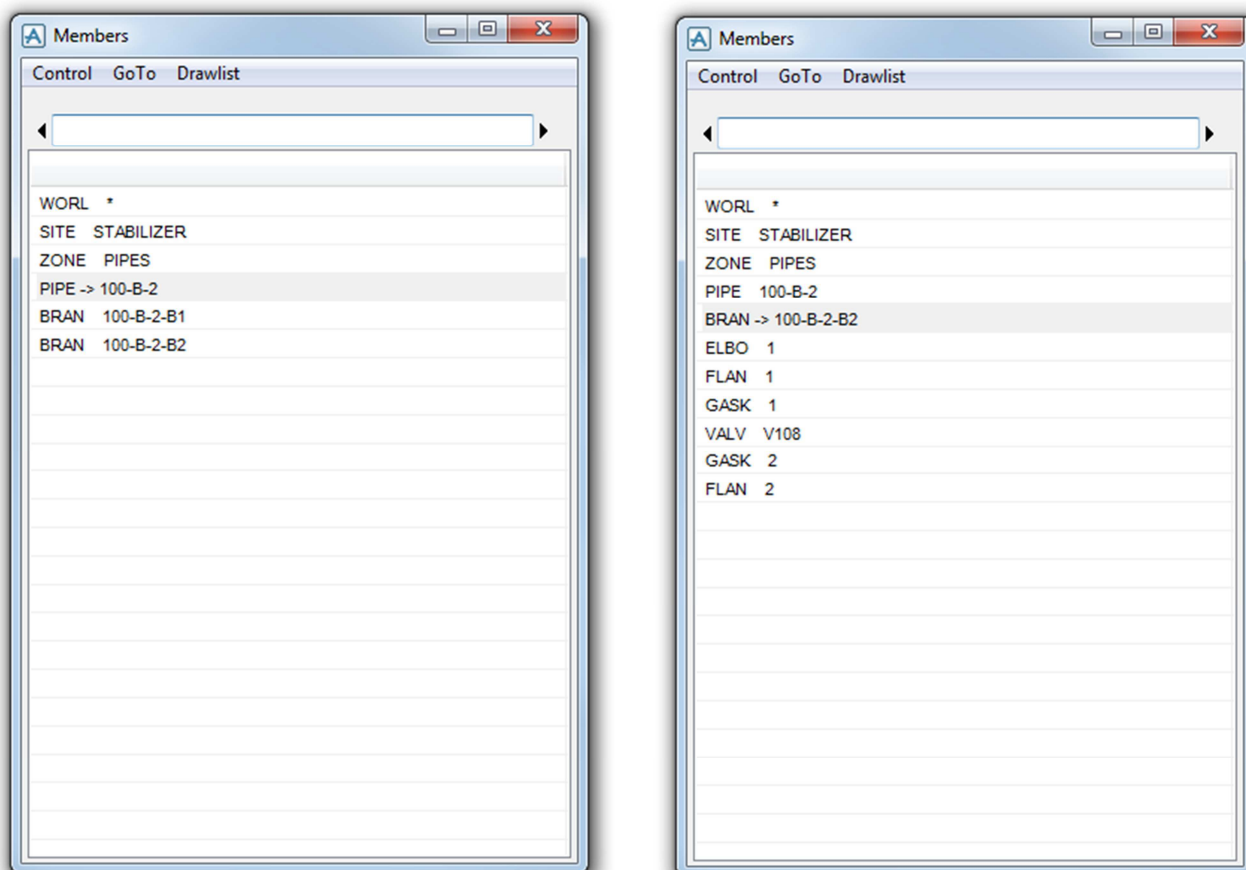 Members
Control GoTo Drawlist
WORL *
SITE STABILIZER
ZONE PIPES
PIPE -> 100-B-2
BRAN 100-B-2-B1
BRAN 100-B-2-B2
Members
Control GoTo Drawlist
WORL *
SITE STABILIZER
ZONE PIPES
PIPE 100-B-2
BRAN -> 100-B-2-B2
ELBO 1
FLAN 1
GASK 1
VALV V108
GASK 2
FLAN 2